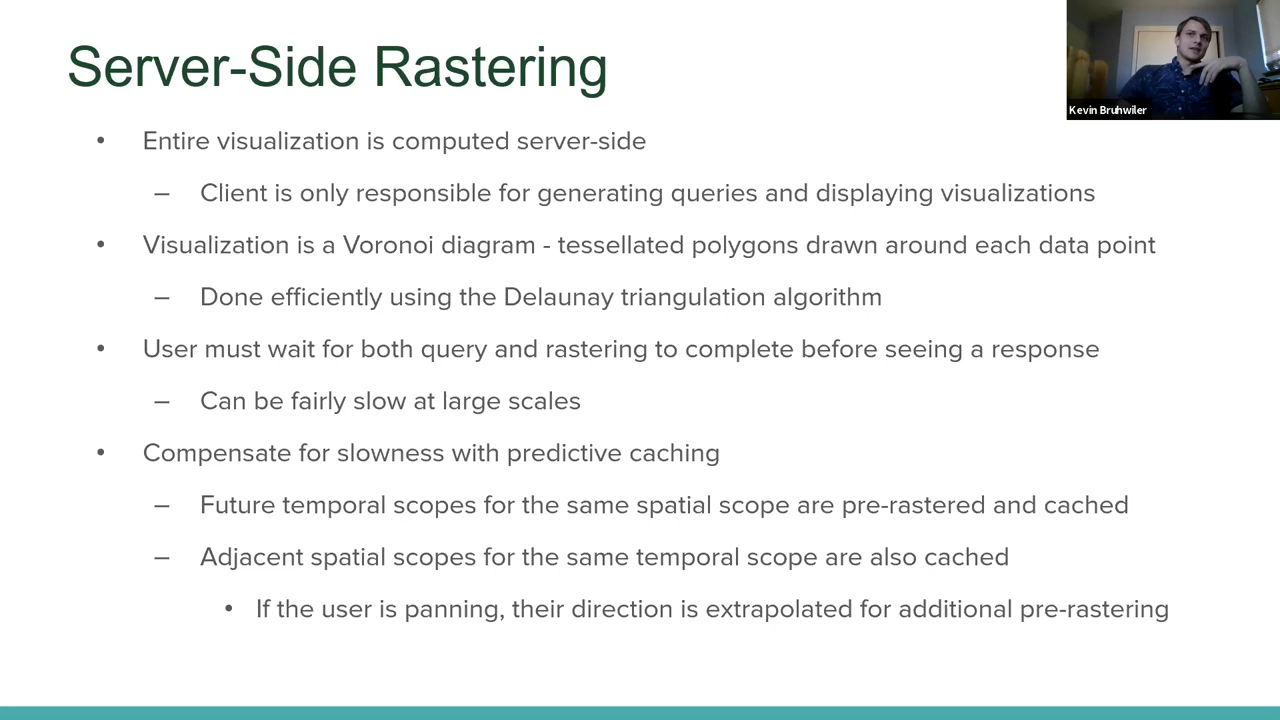 Server-Side Rastering
Kevin Bruhwiler
• Entire visualization is computed server-side
– Client is only responsible for generating queries and displaying visualizations
• Visualization is a Voronoi diagram - tessellated polygons drawn around each data point
– Done efficiently using the Delaunay triangulation algorithm
• User must wait for both query and rastering to complete before seeing a response
– Can be fairly slow at large scales
• Compensate for slowness with predictive caching
– Future temporal scopes for the same spatial scope are pre-rastered and cached
– Adjacent spatial scopes for the same temporal scope are also cached
• If the user is panning, their direction is extrapolated for additional pre-rastering